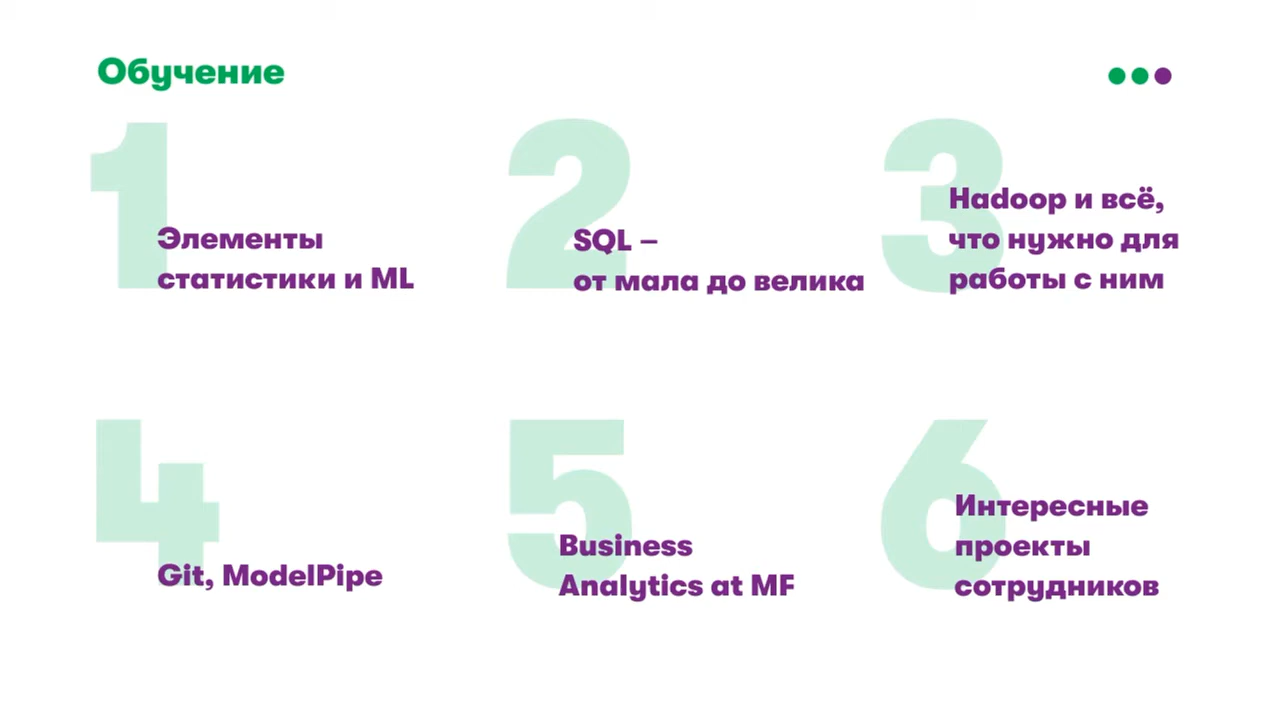 Обучение
1
Элементы
статистики и ML
2
SQL –
от мала до велика
3
Hadoop и всё,
что нужно для
работы с ним
4
Git, ModelPipe
5
Business
Analytics at MF
6
Интересные
проекты
сотрудников